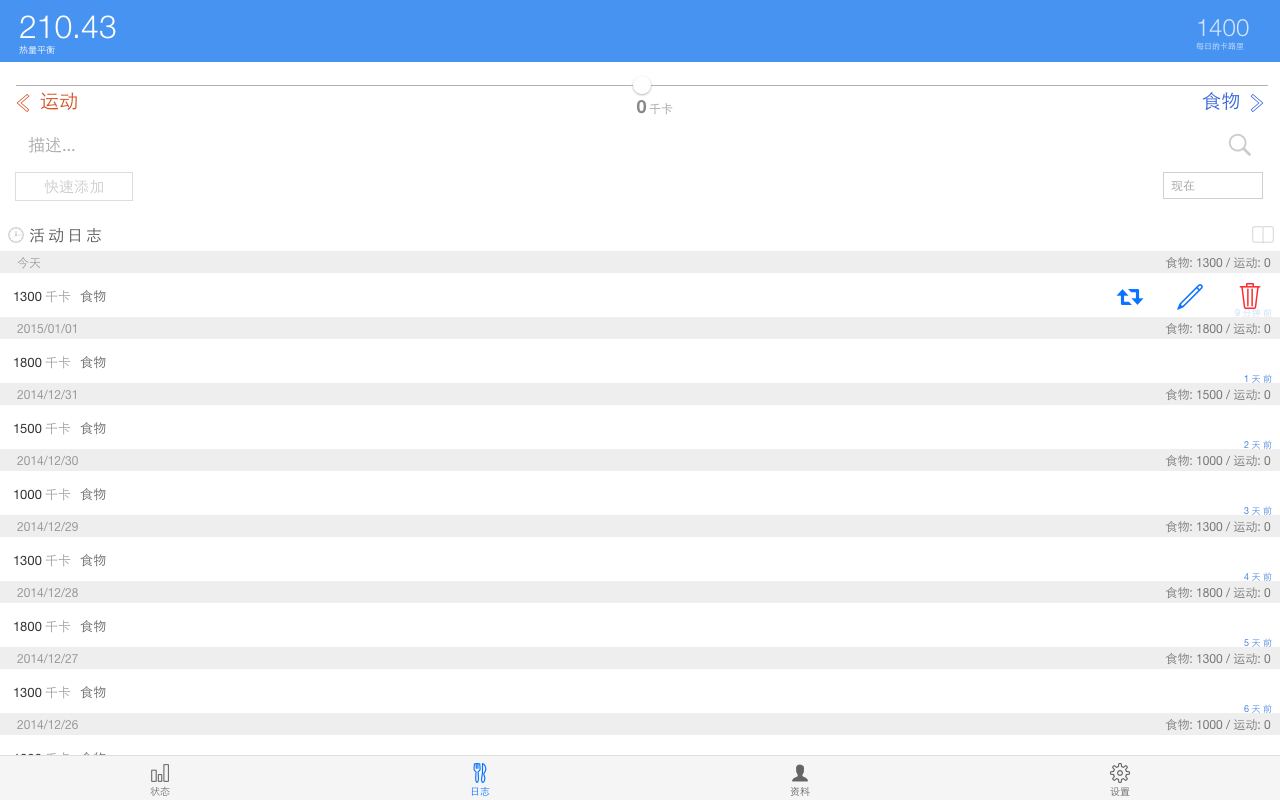 210.43
热量平衡
1400
每日的卡路里
运动
0 千卡
食物
描述...
快速添加
现在
活动日志
今天 食物: 1300 / 运动: 0
1300 千卡 食物
9 分钟 前
2015/01/01 食物: 1800 / 运动: 0
1800 千卡 食物
1 天 前
2014/12/31 食物: 1500 / 运动: 0
1500 千卡 食物
2 天 前
2014/12/30 食物: 1000 / 运动: 0
1000 千卡 食物
3 天 前
2014/12/29 食物: 1300 / 运动: 0
1300 千卡 食物
4 天 前
2014/12/28 食物: 1800 / 运动: 0
1800 千卡 食物
5 天 前
2014/12/27 食物: 1300 / 运动: 0
1300 千卡 食物
6 天 前
2014/12/26 食物: 1000 / 运动: 0
千卡 食物
状态
日志
资料
设置